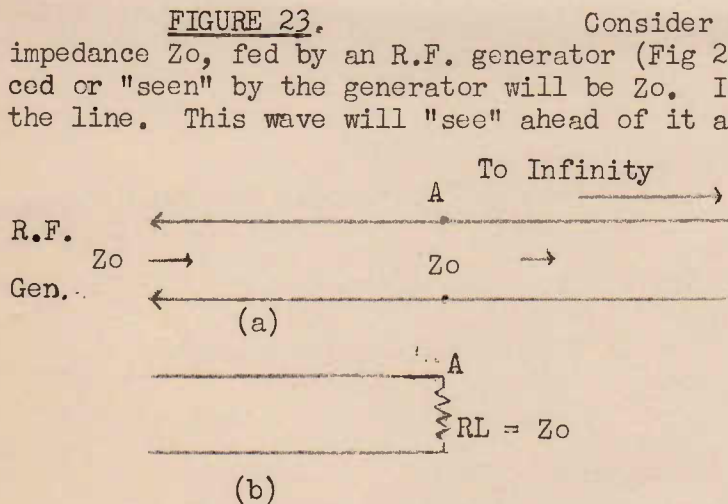 FIGURE 23. Consider
impedance Zo, fed by an R.F. generator (Fig 2
ced or "seen" by the generator will be Zo. I
the line. This wave will "see" ahead of it a
To Infinity
A
R.F.
Zo Zo
Gen.
(a)
A
RL = Zo
(b)